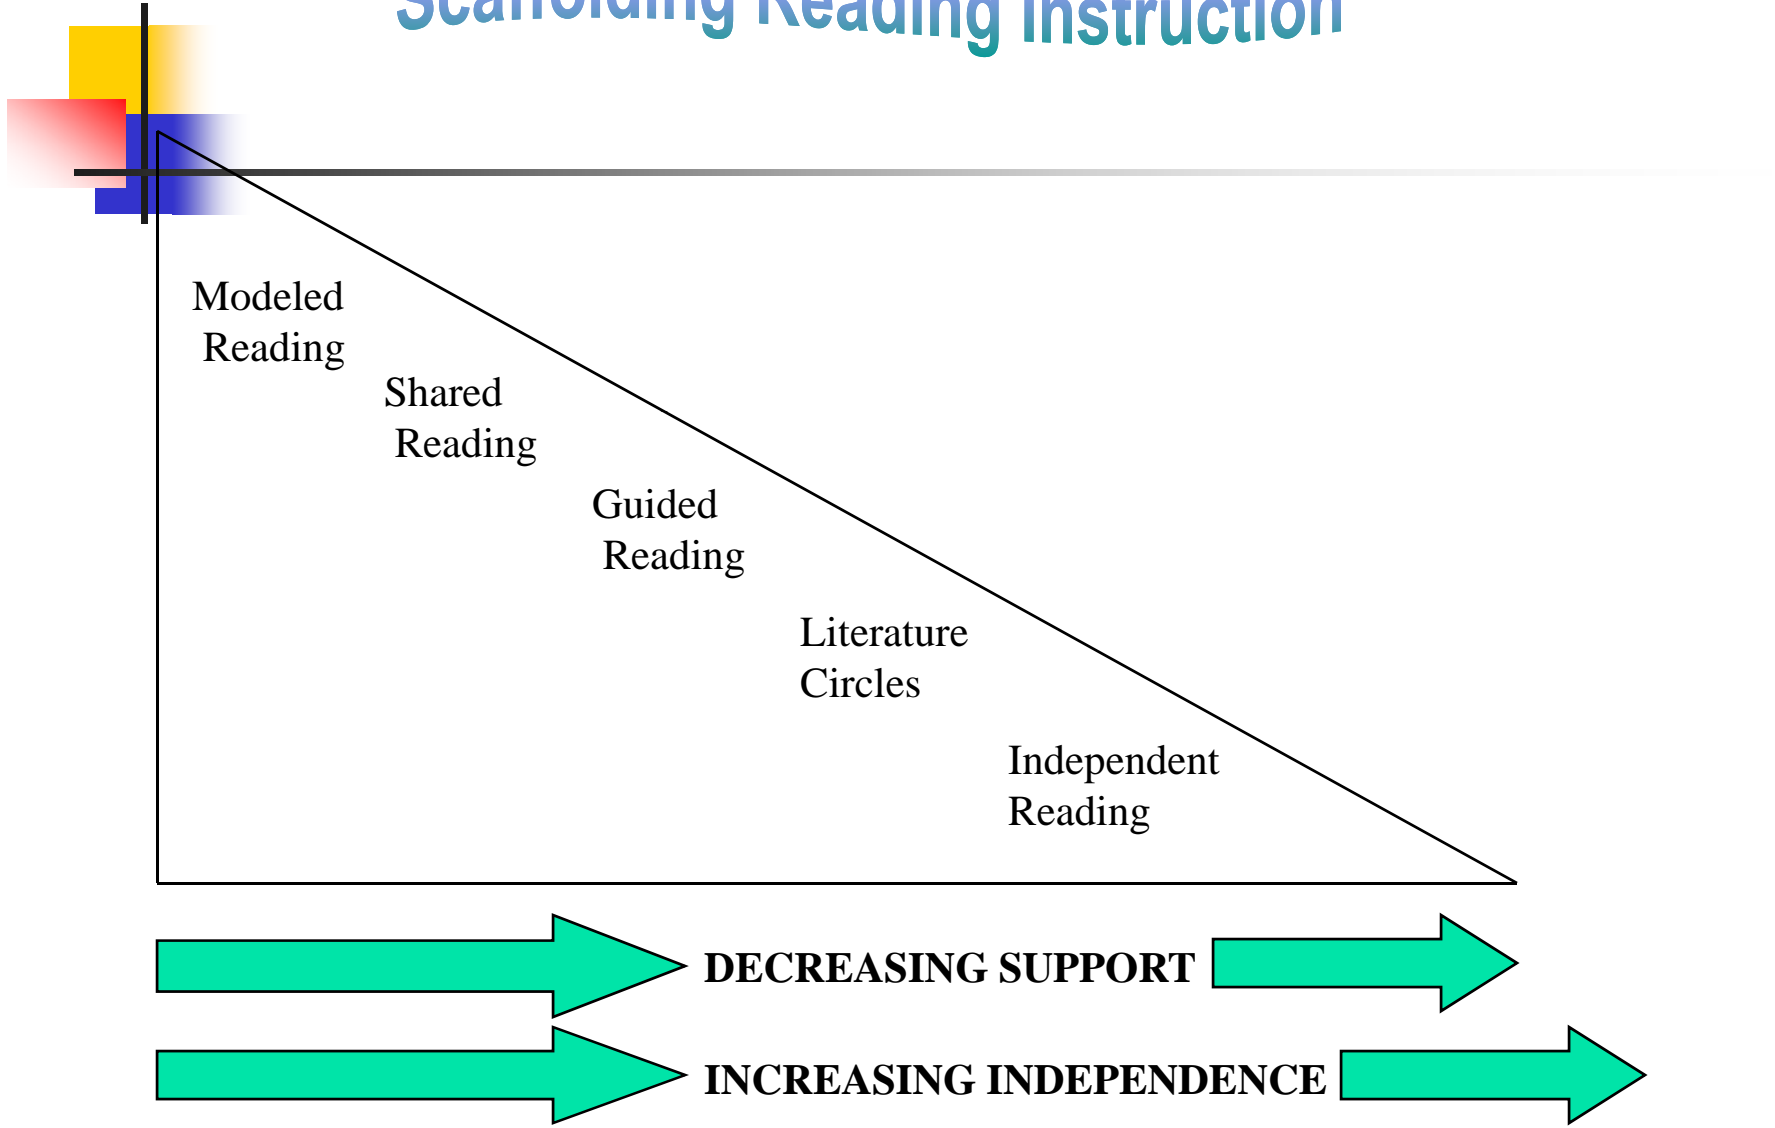 Scaffolding Reading Instruction
Modeled
Reading
Shared
Reading
Guided
Reading
Literature
Circles
Independent
Reading
DECREASING SUPPORT
INCREASING INDEPENDENCE